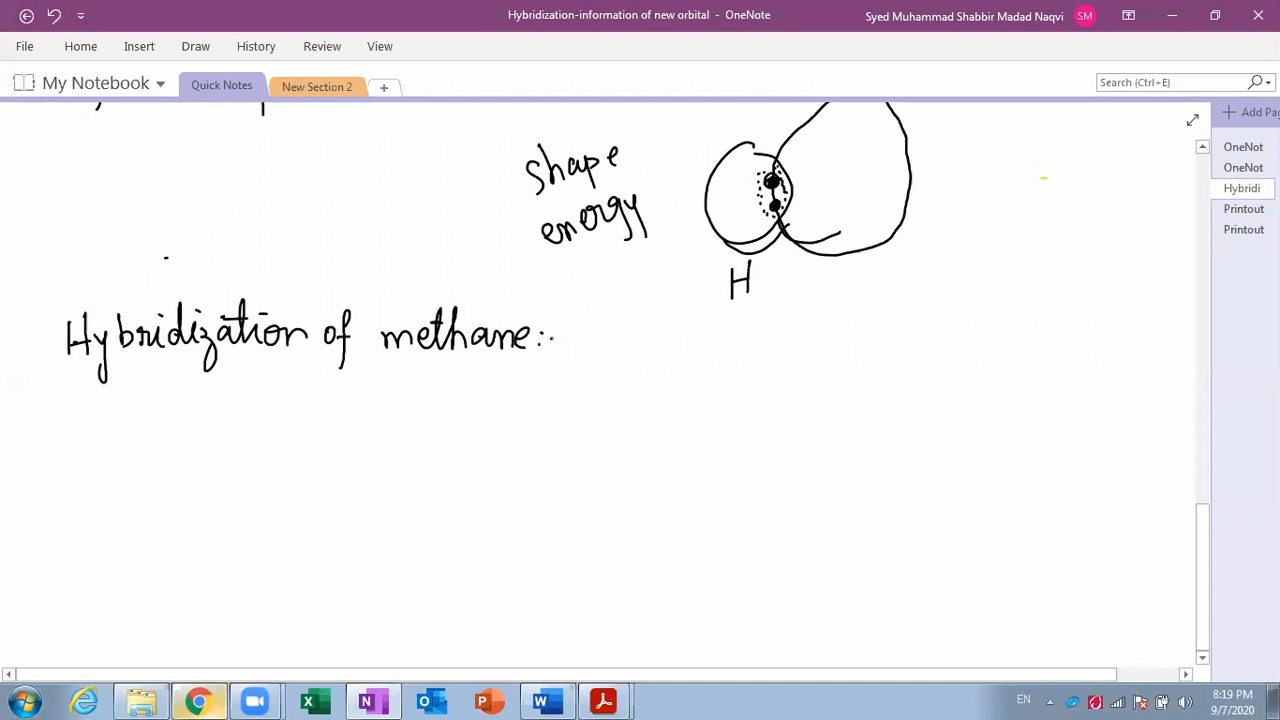 Hybridization-information of new orbital - OneNote
Syed Muhammad Shabbir Madad Naqvi SM
File Home Insert Draw History Review View
My Notebook Quick Notes New Section 2 + Search (Ctrl+E)
+ Add Pag
OneNot
OneNot
Hybridi
Printout
Printout
shape
energy
H
Hybridization of methane:-
EN 8:19 PM
9/7/2020